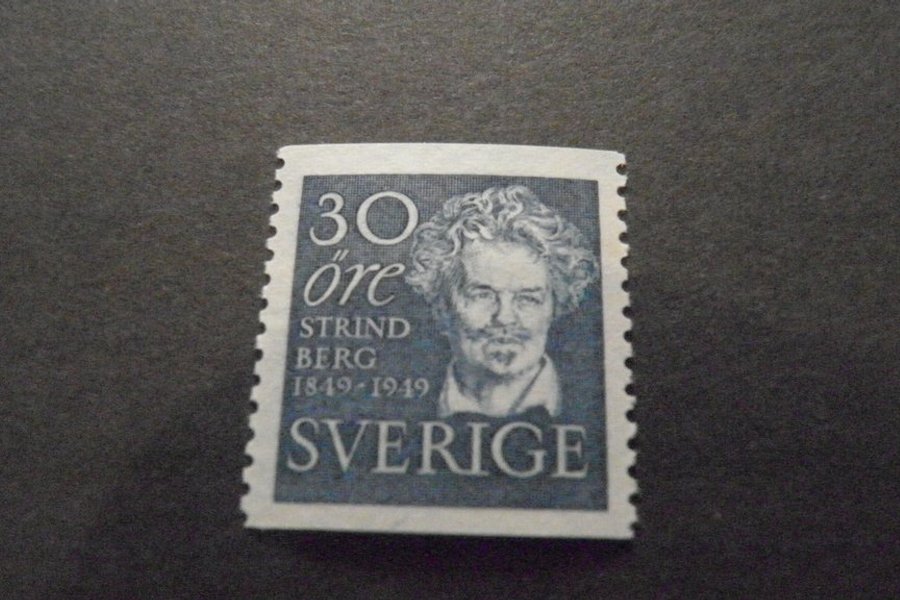 30
öre
STRIND
BERG
1849-1949
SVERIGE